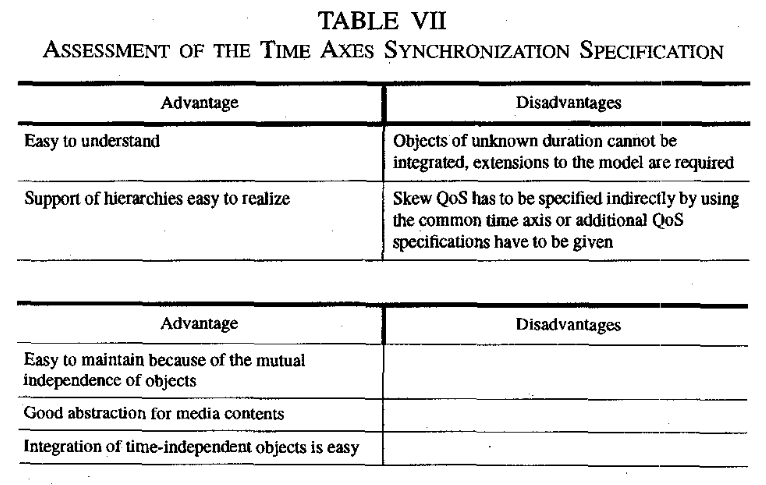 TABLE VII
ASSESSMENT OF THE TIME AXES SYNCHRONIZATION SPECIFICATION
Advantage
Disadvantages
Easy to understand
Objects of unknown duration cannot be
integrated, extensions to the model are required
Support of hierarchies easy to realize
Skew QoS has to be specified indirectly by using
the common time axis or additional QoS
specifications have to be given
Advantage
Disadvantages
Easy to maintain because of the mutual
independence of objects
Good abstraction for media contents
Integration of time-independent objects is easy